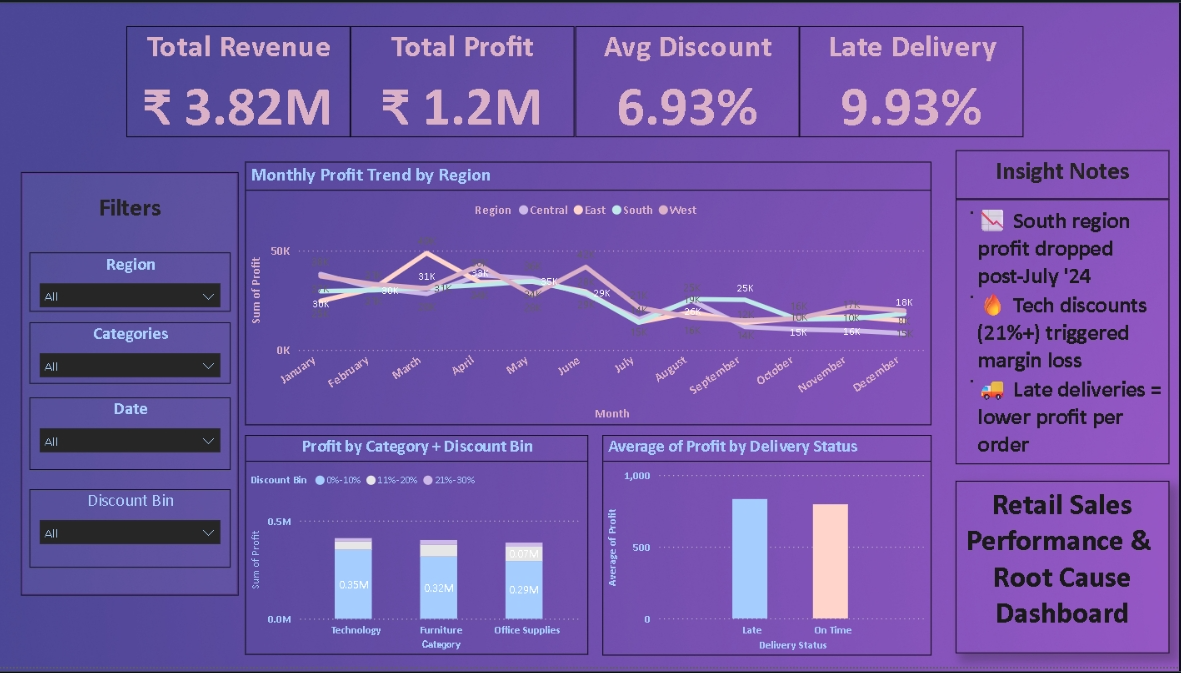 Total Revenue
₹ 3.82M
Total Profit
₹ 1.2M
Avg Discount
6.93%
Late Delivery
9.93%
Filters
Region
All
Categories
All
Date
All
Discount Bin
All
Monthly Profit Trend by Region
Region Central East South West
Sum of Profit
50K
0K
30K
30K
31K
31K
33K
35K
29K
26K
25K
15K
10K
16K
10K
18K
January
February
March
April
May
June
July
August
September
October
November
December
Month
Profit by Category + Discount Bin
Discount Bin 0%-10% 11%-20% 21%-30%
Sum of Profit
0.5M
0.0M
0.35M
0.32M
0.07M
0.29M
Technology
Furniture
Office Supplies
Category
Average of Profit by Delivery Status
Average of Profit
1,000
500
0
Late
On Time
Delivery Status
Insight Notes
📉 South region
profit dropped
post-July '24
🔥 Tech discounts
(21%+) triggered
margin loss
🚚 Late deliveries =
lower profit per
order
Retail Sales
Performance &
Root Cause
Dashboard